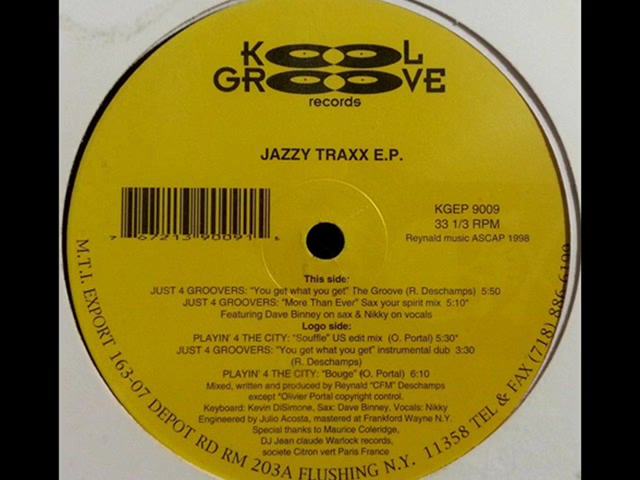 KOOL
GROOVE
records
JAZZY TRAXX E.P.
7 67213 90091
KGEP 9009
33 1/3 RPM
Reynald music ASCAP 1998
This side:
JUST 4 GROOVERS: "You get what you get" The Groove (R. Deschamps) 5:50
JUST 4 GROOVERS: "More Than Ever" Sax your spirit mix 5:10"
Featuring Dave Binney on sax & Nikky on vocals
Logo side:
PLAYIN' 4 THE CITY: "Souffle" US edit mix (O. Portal) 5:30"
JUST 4 GROOVERS: "You get what you get" instrumental dub 3:30
(R. Deschamps)
PLAYIN' 4 THE CITY: "Bouge" (O. Portal) 6:10
Mixed, written and produced by Reynald "CFM" Deschamps
except "Olivier Portal copyright control.
Keyboard: Kevin DiSimone, Sax: Dave Binney, Vocals: Nikky
Engineered by Julio Acosta, mastered at Frankford Wayne N.Y.
Special thanks to Maurice Coleridge,
DJ Jean claude Warlock records,
societe Citron vert Paris France
M.T.I. EXPORT 163-07 DEPOT RD RM 203A FLUSHING N.Y. 11358 TEL & FAX (718) 886-6199